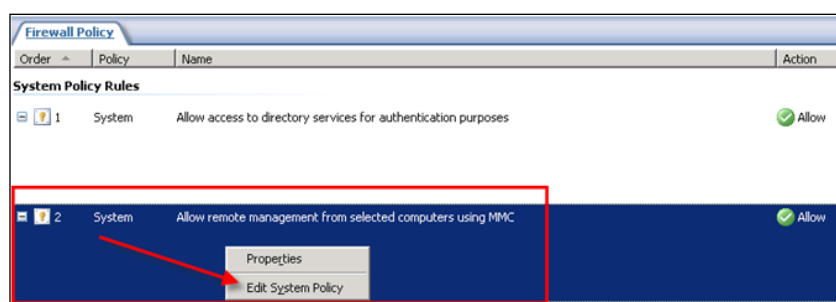 Firewall Policy
Order Policy Name Action
System Policy Rules
1 System Allow access to directory services for authentication purposes Allow
2 System Allow remote management from selected computers using MMC Allow
Properties
Edit System Policy